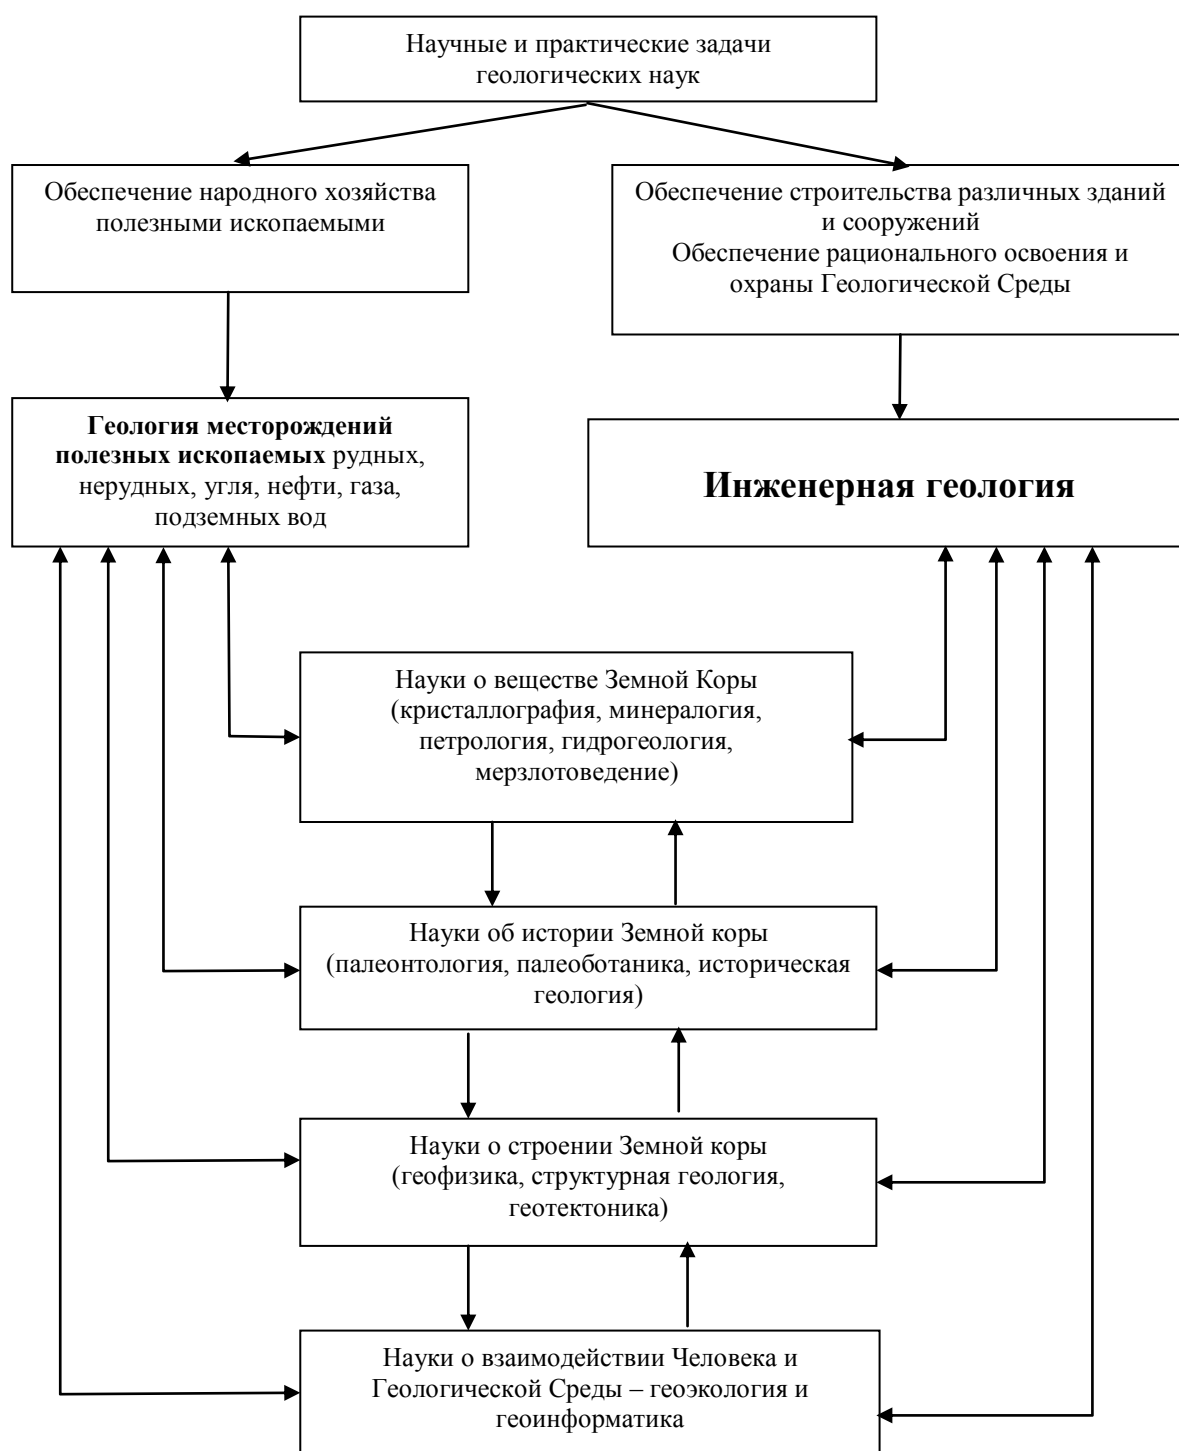 Научные и практические задачи
геологических наук
Обеспечение народного хозяйства
полезными ископаемыми
Обеспечение строительства различных зданий
и сооружений
Обеспечение рационального освоения и
охраны Геологической Среды
Геология месторождений
полезных ископаемых рудных,
нерудных, угля, нефти, газа,
подземных вод
Инженерная геология
Науки о веществе Земной Коры
(кристаллография, минералогия,
петрология, гидрогеология,
мерзлотоведение)
Науки об истории Земной коры
(палеонтология, палеоботаника, историческая
геология)
Науки о строении Земной коры
(геофизика, структурная геология,
геотектоника)
Науки о взаимодействии Человека и
Геологической Среды – геоэкология и
геоинформатика